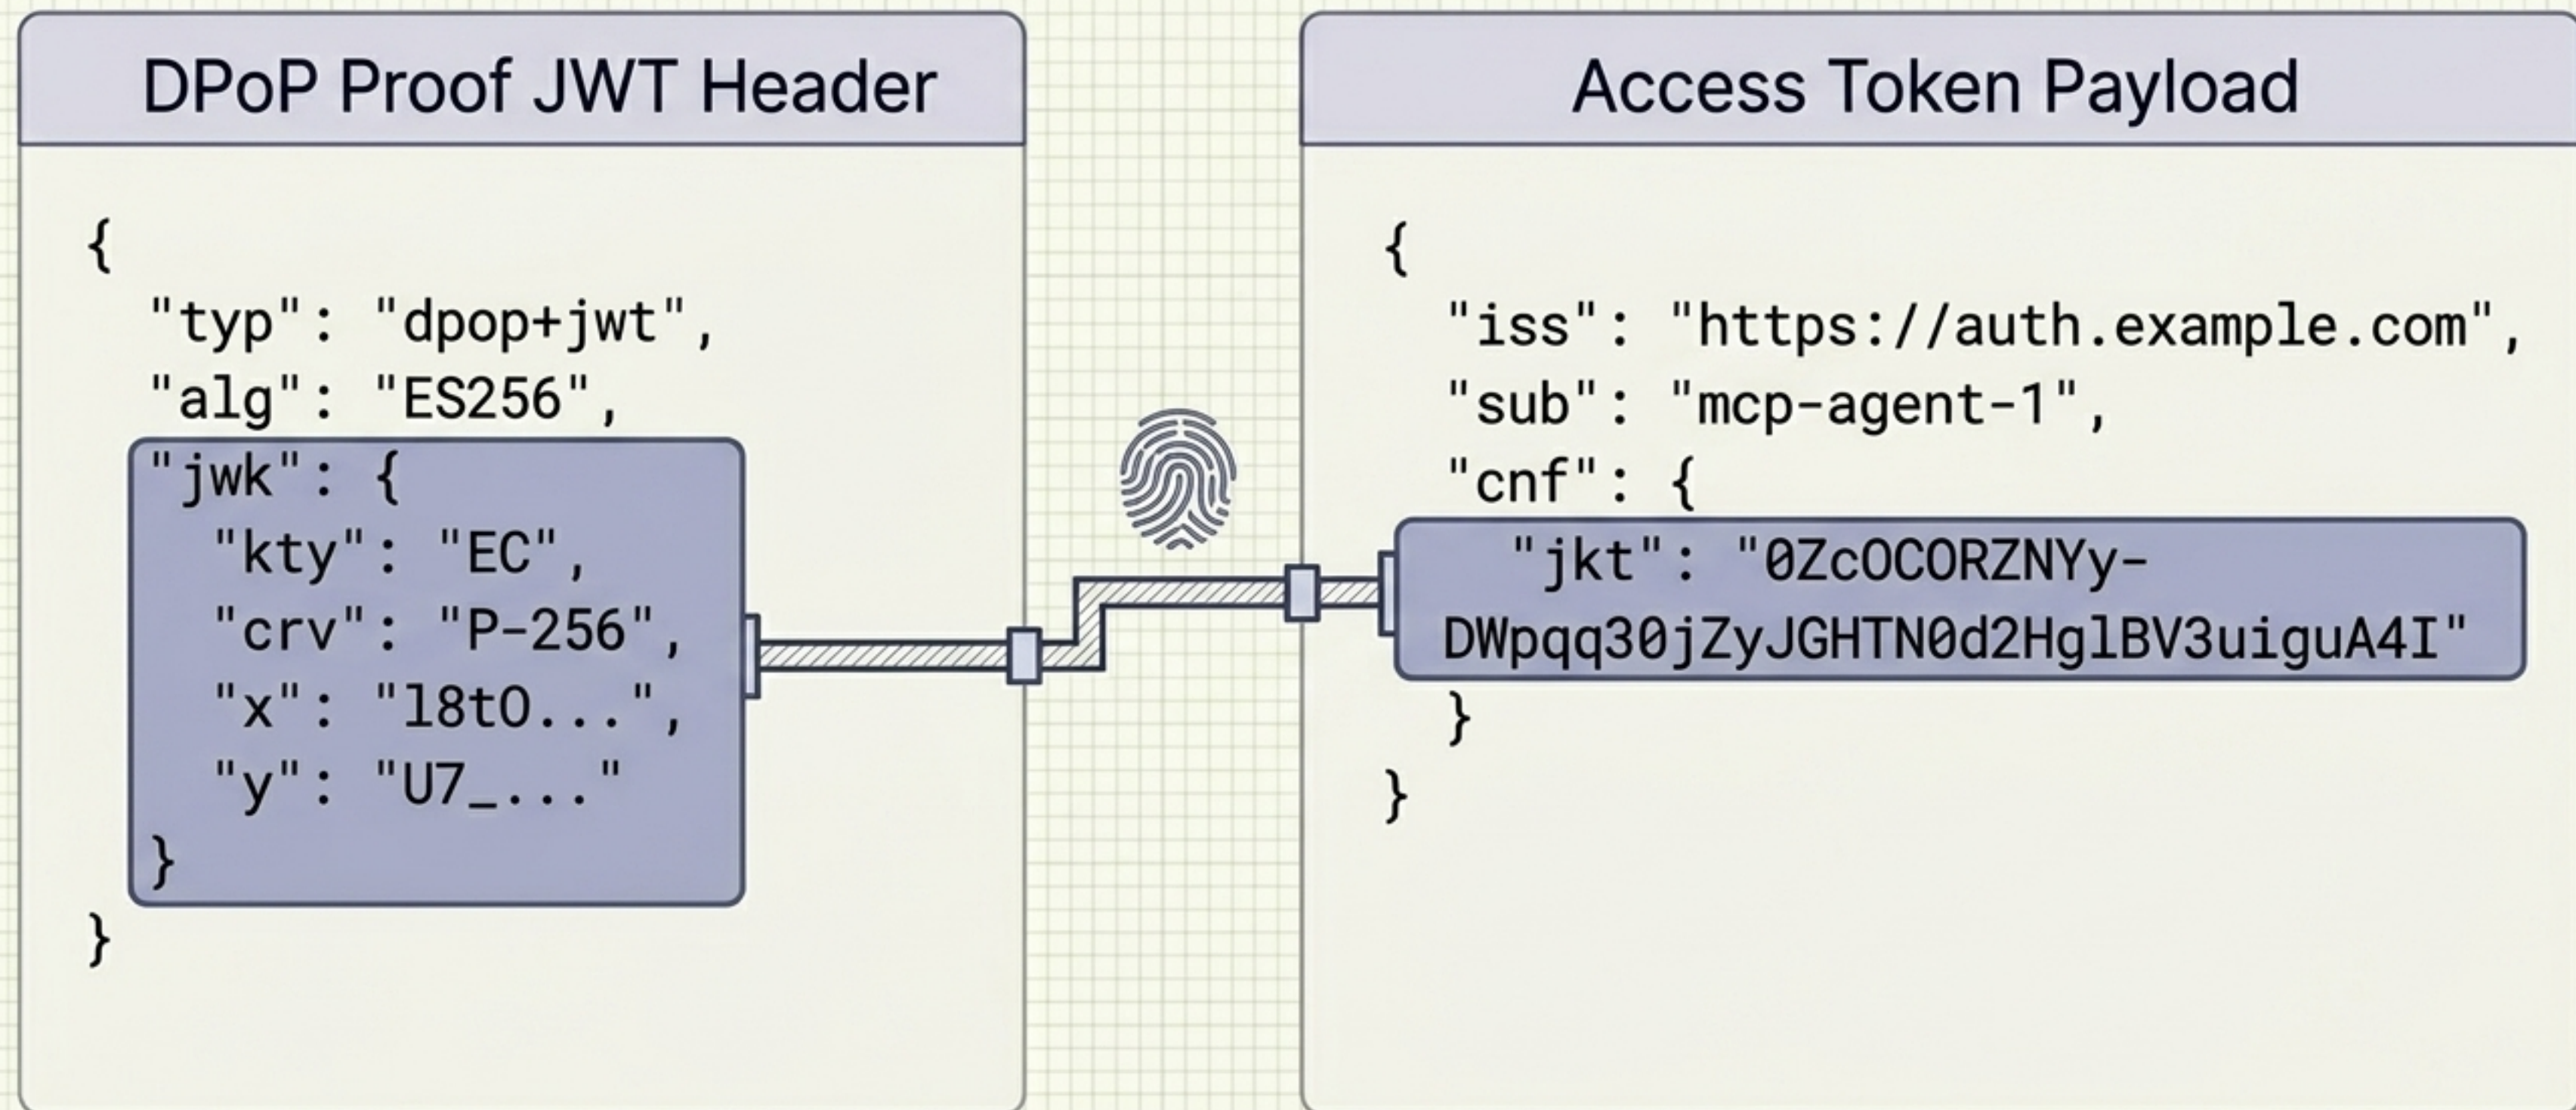 DPoP Proof JWT Header
{
"typ": "dpop+jwt",
"alg": "ES256",
"jwk": {
"kty": "EC",
"crv": "P-256",
"x": "l8tO...",
"y": "U7_..."
}
}
Access Token Payload
{
"iss": "https://auth.example.com",
"sub": "mcp-agent-1",
"cnf": {
"jkt": "0ZcOCORZNYy-
DWpqq30jZyJGHTN0d2HglBV3uiguA4I"
}
}